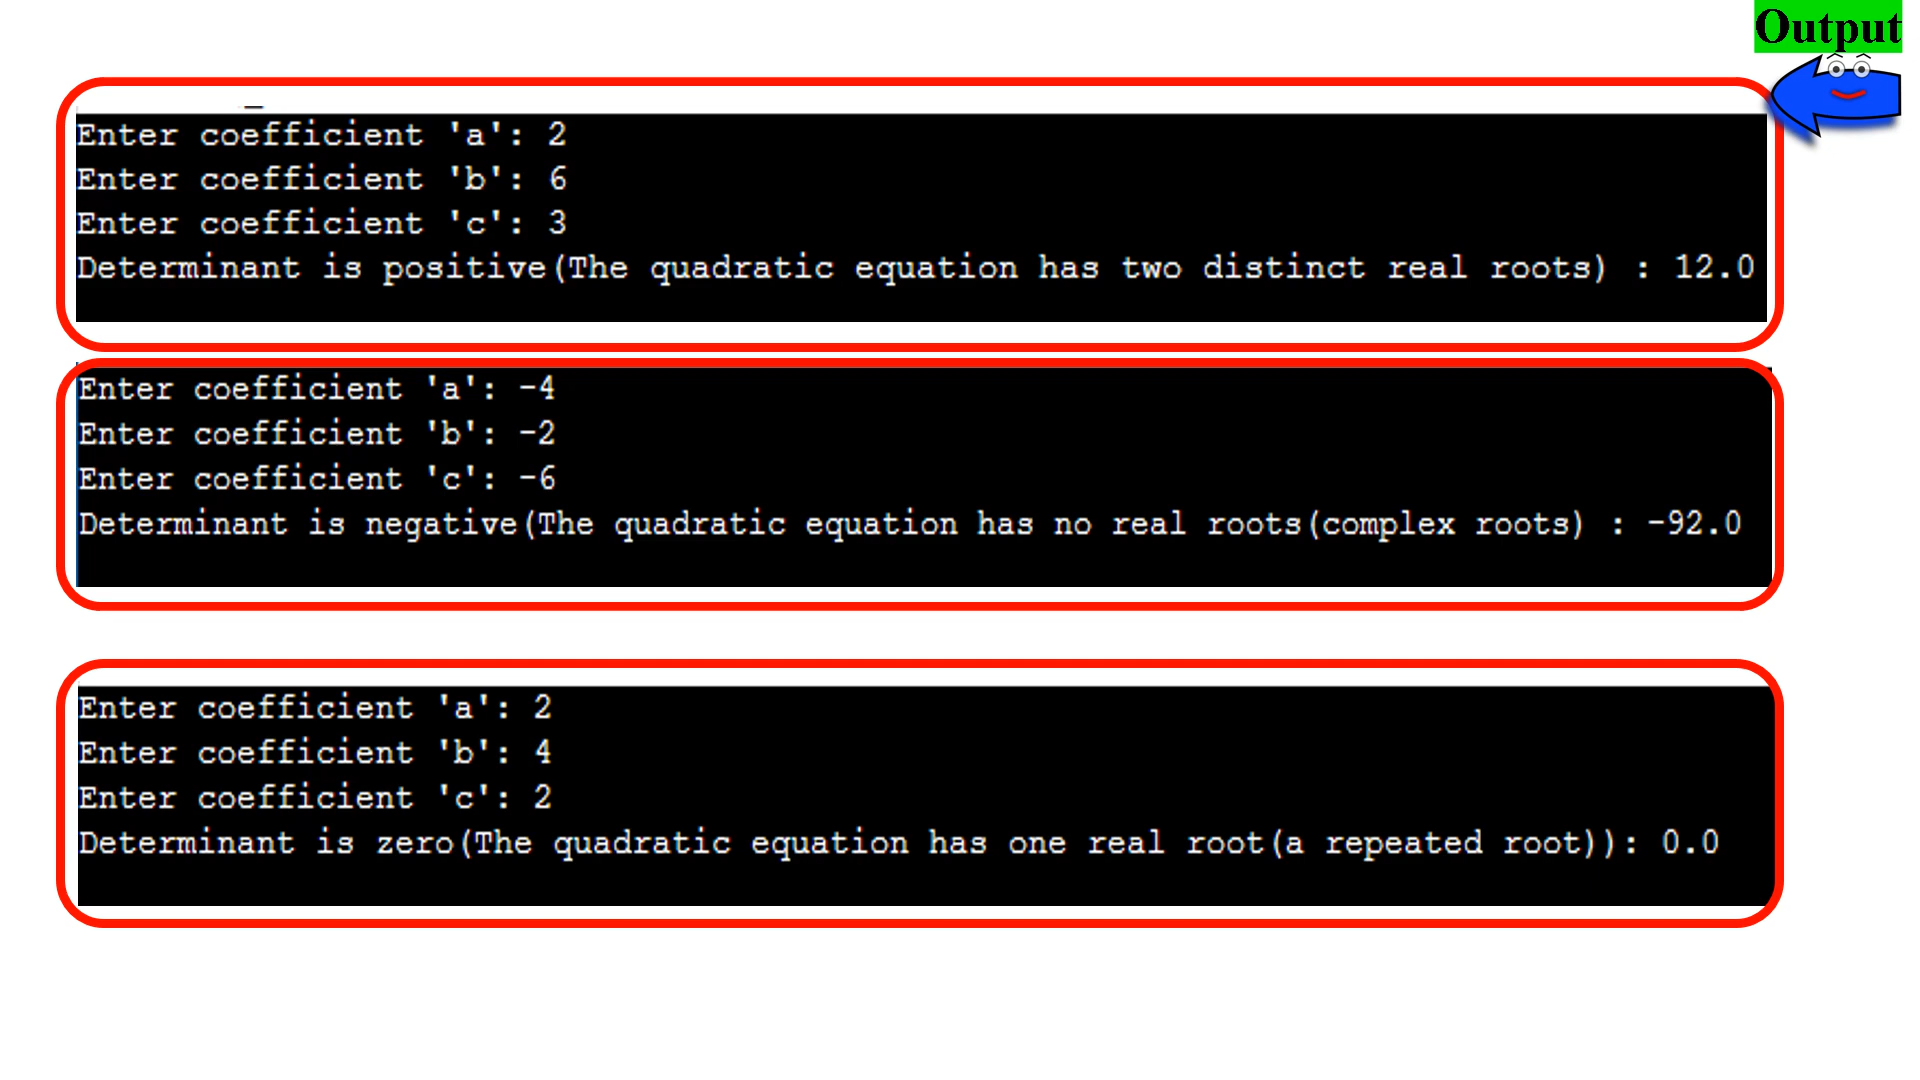 Output
Enter coefficient 'a': 2
Enter coefficient 'b': 6
Enter coefficient 'c': 3
Determinant is positive(The quadratic equation has two distinct real roots) : 12.0
Enter coefficient 'a': -4
Enter coefficient 'b': -2
Enter coefficient 'c': -6
Determinant is negative(The quadratic equation has no real roots(complex roots) : -92.0
Enter coefficient 'a': 2
Enter coefficient 'b': 4
Enter coefficient 'c': 2
Determinant is zero(The quadratic equation has one real root(a repeated root)): 0.0